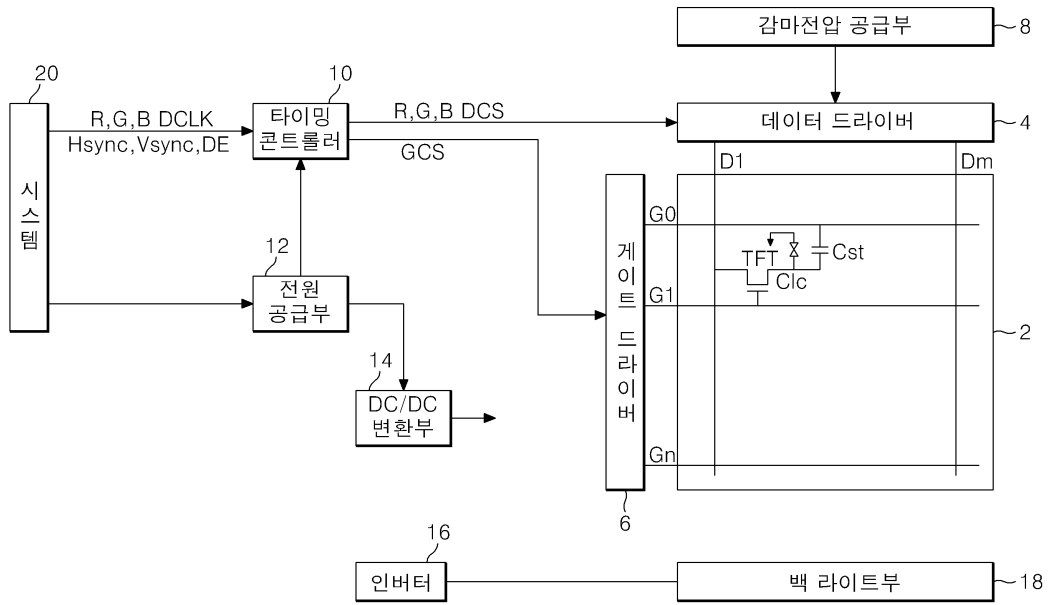 감마전압 공급부
8
20
10
R,G,B DCLK
Hsync,Vsync,DE
타이밍
콘트롤러
R,G,B DCS
GCS
데이터 드라이버
4
D1
Dm
시스템
G0
게이트 드라이버
TFT
Cst
Clc
G1
12
전원
공급부
2
14
DC/DC
변환부
Gn
6
16
인버터
백 라이트부
18